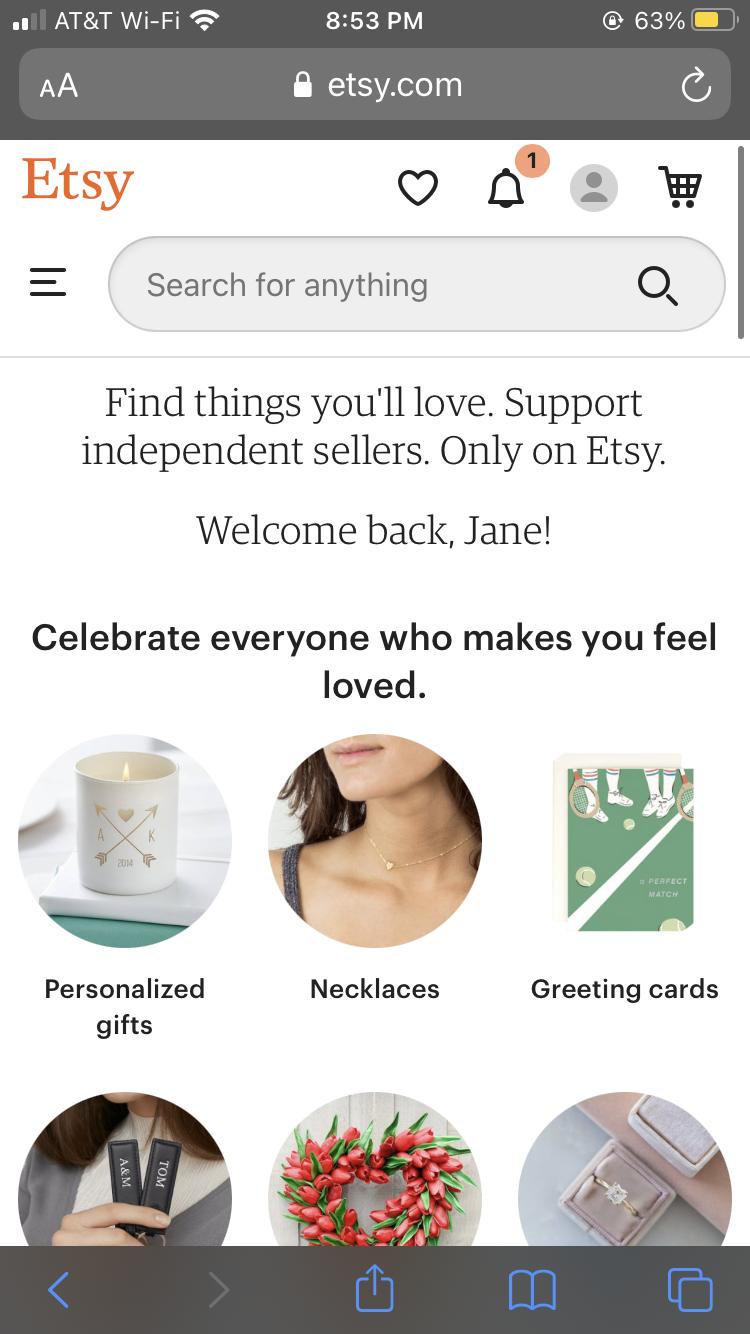 AT&T Wi-Fi 8:53 PM 63%
AA etsy.com
Etsy 1
Search for anything
Find things you'll love. Support
independent sellers. Only on Etsy.
Welcome back, Jane!
Celebrate everyone who makes you feel
loved.
A K
2014
a PERFECT
MATCH
Personalized
gifts
Necklaces
Greeting cards
A&M
TOM